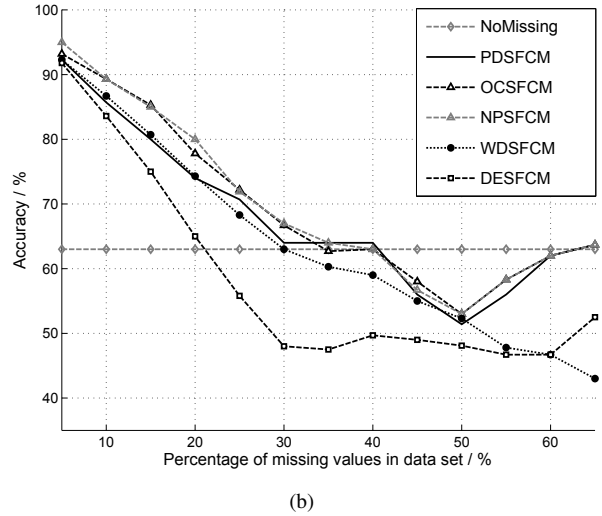 100
90
80
70
63
60
50
40
Accuracy / %
NoMissing
PDSFCM
OCSFCM
NPSFCM
WDSFCM
DESFCM
10 20 30 40 50 60
Percentage of missing values in data set / %
(b)